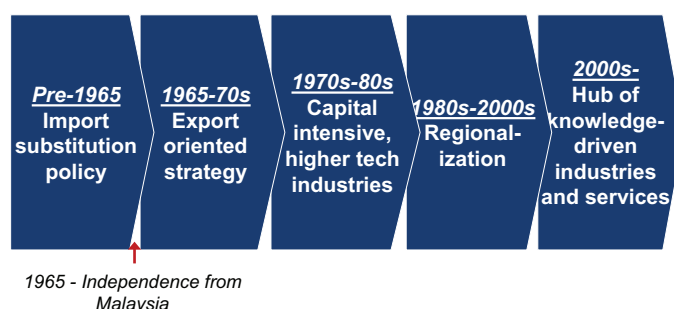 Pre-1965
Import
substitution
policy
1965-70s
Export
oriented
strategy
1970s-80s
Capital
intensive,
higher tech
industries
1980s-2000s
Regional-
ization
2000s-
Hub of
knowledge-
driven
industries
and services
1965 - Independence from
Malaysia